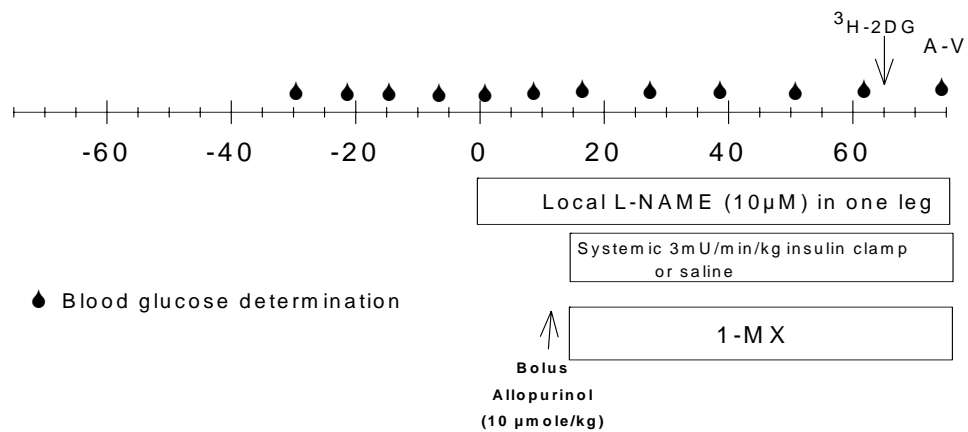 ³H-2DG
A-V
-60 -40 -20 0 20 40 60
Local L-NAME (10µM) in one leg
Systemic 3mU/min/kg insulin clamp
or saline
Blood glucose determination
1-MX
Bolus
Allopurinol
(10 µmole/kg)